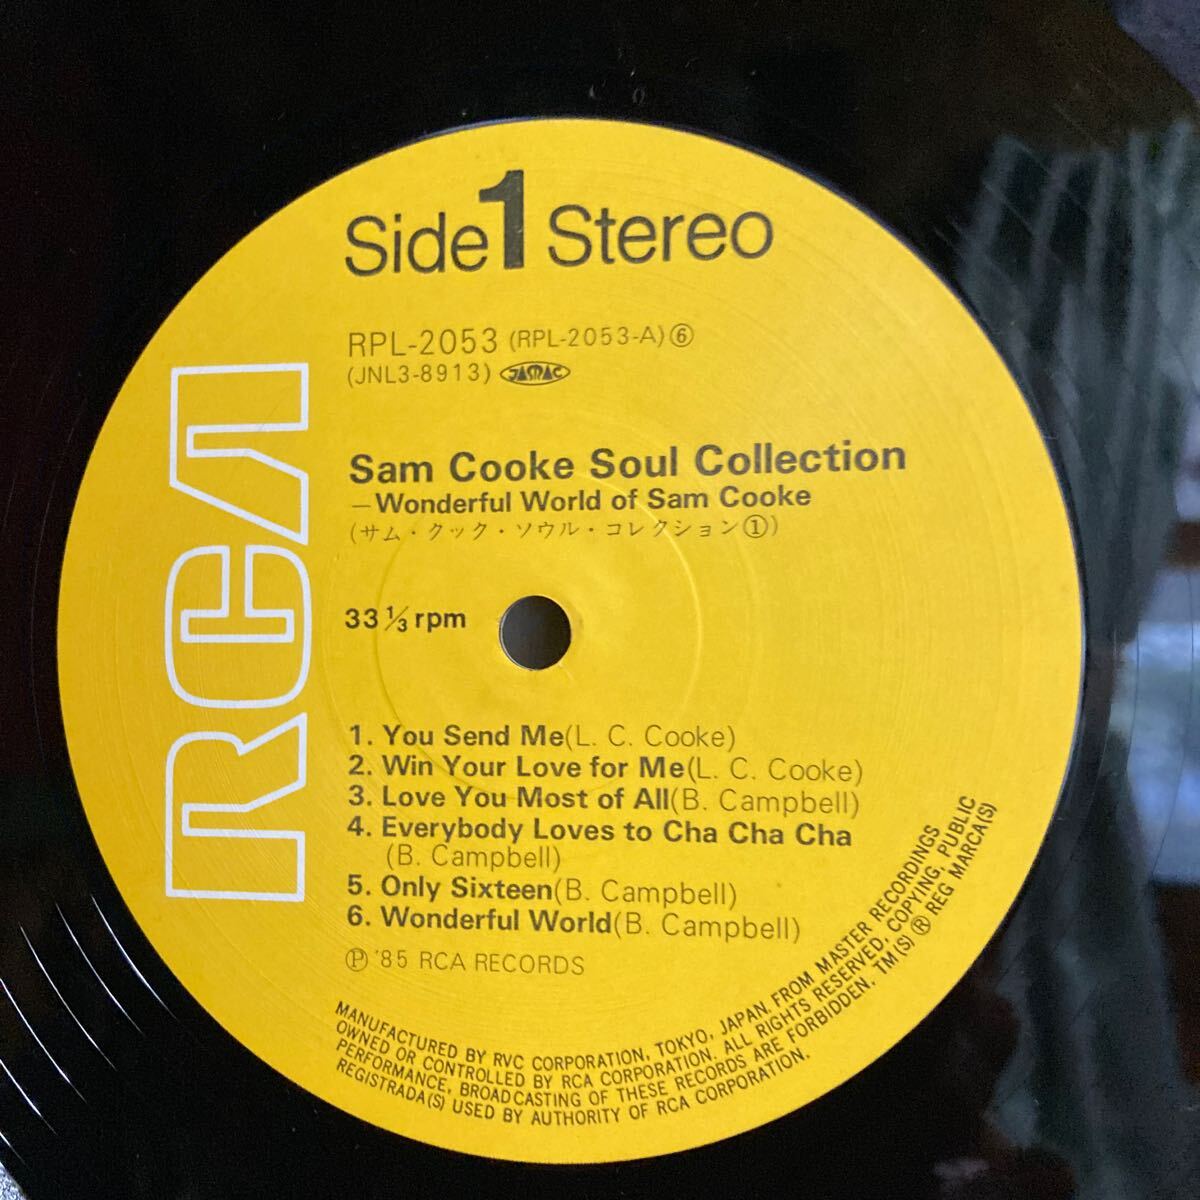 Side 1 Stereo
RPL-2053 (RPL-2053-A)⑥
(JNL3-8913) JASRAC
Sam Cooke Soul Collection
—Wonderful World of Sam Cooke
(サム・クック・ソウル・コレクション①)
33 1/3 rpm
RCA
1. You Send Me(L. C. Cooke)
2. Win Your Love for Me(L. C. Cooke)
3. Love You Most of All(B. Campbell)
4. Everybody Loves to Cha Cha Cha
(B. Campbell)
5. Only Sixteen(B. Campbell)
6. Wonderful World(B. Campbell)
Ⓟ '85 RCA RECORDS
MANUFACTURED BY RVC CORPORATION, TOKYO, JAPAN, FROM MASTER RECORDINGS
OWNED OR CONTROLLED BY RCA CORPORATION. ALL RIGHTS RESERVED, COPYING, PUBLIC
PERFORMANCE, BROADCASTING OF THESE RECORDS ARE FORBIDDEN. TM(S) ® REG MARCA(S)
REGISTRADA(S) USED BY AUTHORITY OF RCA CORPORATION.